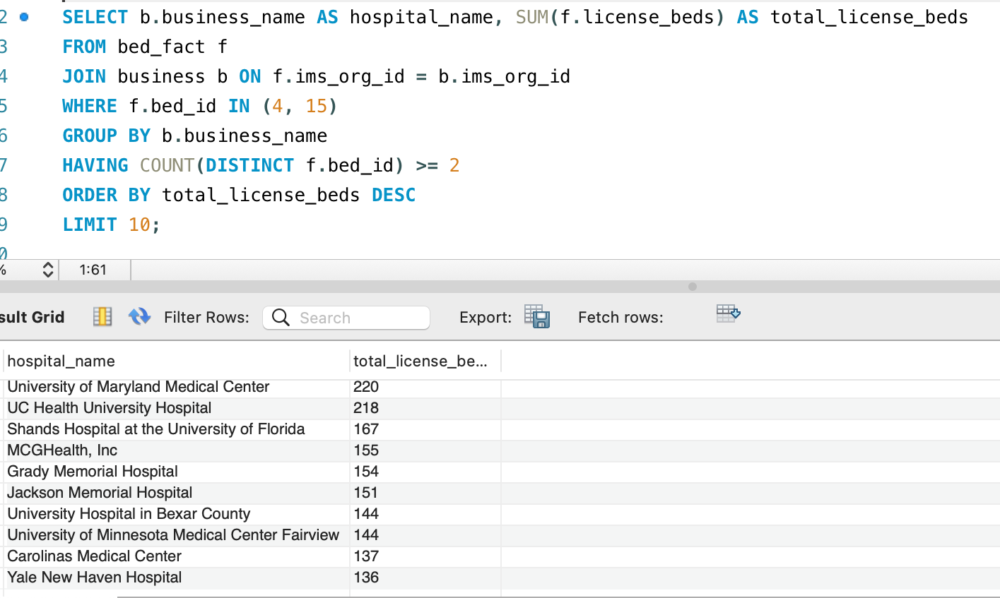 2 SELECT b.business_name AS hospital_name, SUM(f.license_beds) AS total_license_beds
3 FROM bed_fact f
4 JOIN business b ON f.ims_org_id = b.ims_org_id
5 WHERE f.bed_id IN (4, 15)
6 GROUP BY b.business_name
7 HAVING COUNT(DISTINCT f.bed_id) >= 2
8 ORDER BY total_license_beds DESC
9 LIMIT 10;
0
% 1:61
sult Grid Filter Rows: Search Export: Fetch rows:
hospital_name total_license_be...
University of Maryland Medical Center 220
UC Health University Hospital 218
Shands Hospital at the University of Florida 167
MCGHealth, Inc 155
Grady Memorial Hospital 154
Jackson Memorial Hospital 151
University Hospital in Bexar County 144
University of Minnesota Medical Center Fairview 144
Carolinas Medical Center 137
Yale New Haven Hospital 136